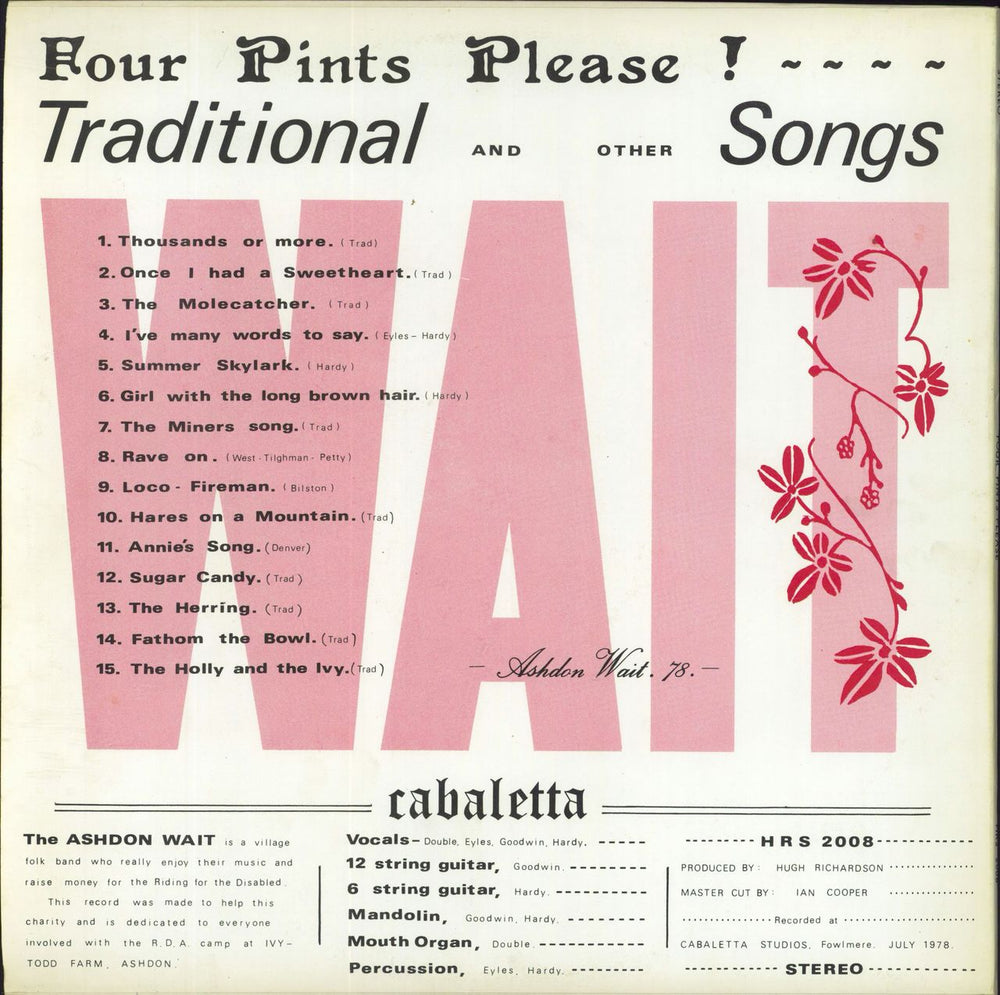 Four Pints Please ! ~ ~ ~ ~
Traditional AND OTHER Songs
WAIT
1. Thousands or more. (Trad)
2. Once I had a Sweetheart. (Trad)
3. The Molecatcher. (Trad)
4. I've many words to say. (Eyles - Hardy)
5. Summer Skylark. (Hardy)
6. Girl with the long brown hair. (Hardy)
7. The Miners song. (Trad)
8. Rave on. (West - Tilghman - Petty)
9. Loco - Fireman. (Bilston)
10. Hares on a Mountain. (Trad)
11. Annie's Song. (Denver)
12. Sugar Candy. (Trad)
13. The Herring. (Trad)
14. Fathom the Bowl. (Trad)
15. The Holly and the Ivy. (Trad)
— Ashdon Wait . 78. —
cabaletta
The ASHDON WAIT is a village
folk band who really enjoy their music and
raise money for the Riding for the Disabled.
This record was made to help this
charity and is dedicated to everyone
involved with the R.D.A. camp at IVY-
TODD FARM, ASHDON.
Vocals - Double, Eyles, Goodwin, Hardy. -----
12 string guitar, Goodwin. --------
6 string guitar, Hardy. --------
Mandolin, Goodwin, Hardy. --------
Mouth Organ, Double. -----------
Percussion, Eyles, Hardy. --------
------- HRS 2008 ----------
PRODUCED BY: HUGH RICHARDSON ..........
MASTER CUT BY: IAN COOPER ..........
.......... Recorded at ..........
CABALETTA STUDIOS, Fowlmere. JULY 1978.
---------- STEREO ----------